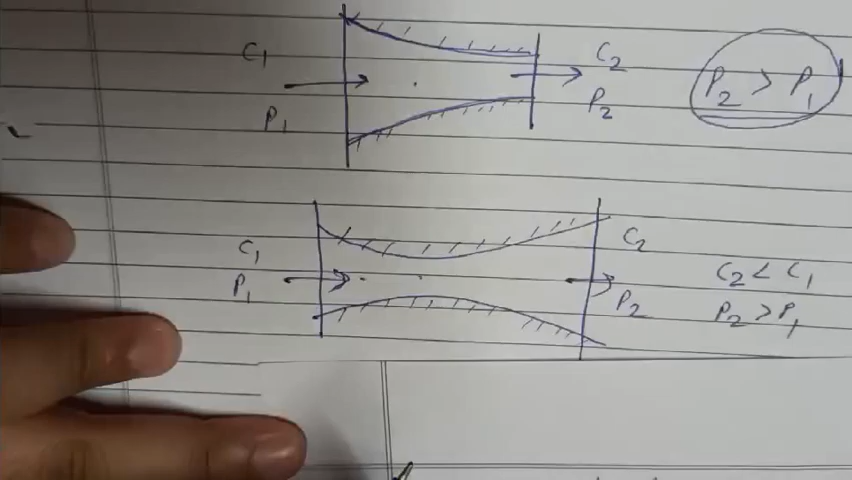 C₁ C₂
P₂ > P₁
P₁ P₂
C₁ C₂
C₂ < C₁
P₁ P₂
P₂ > P₁